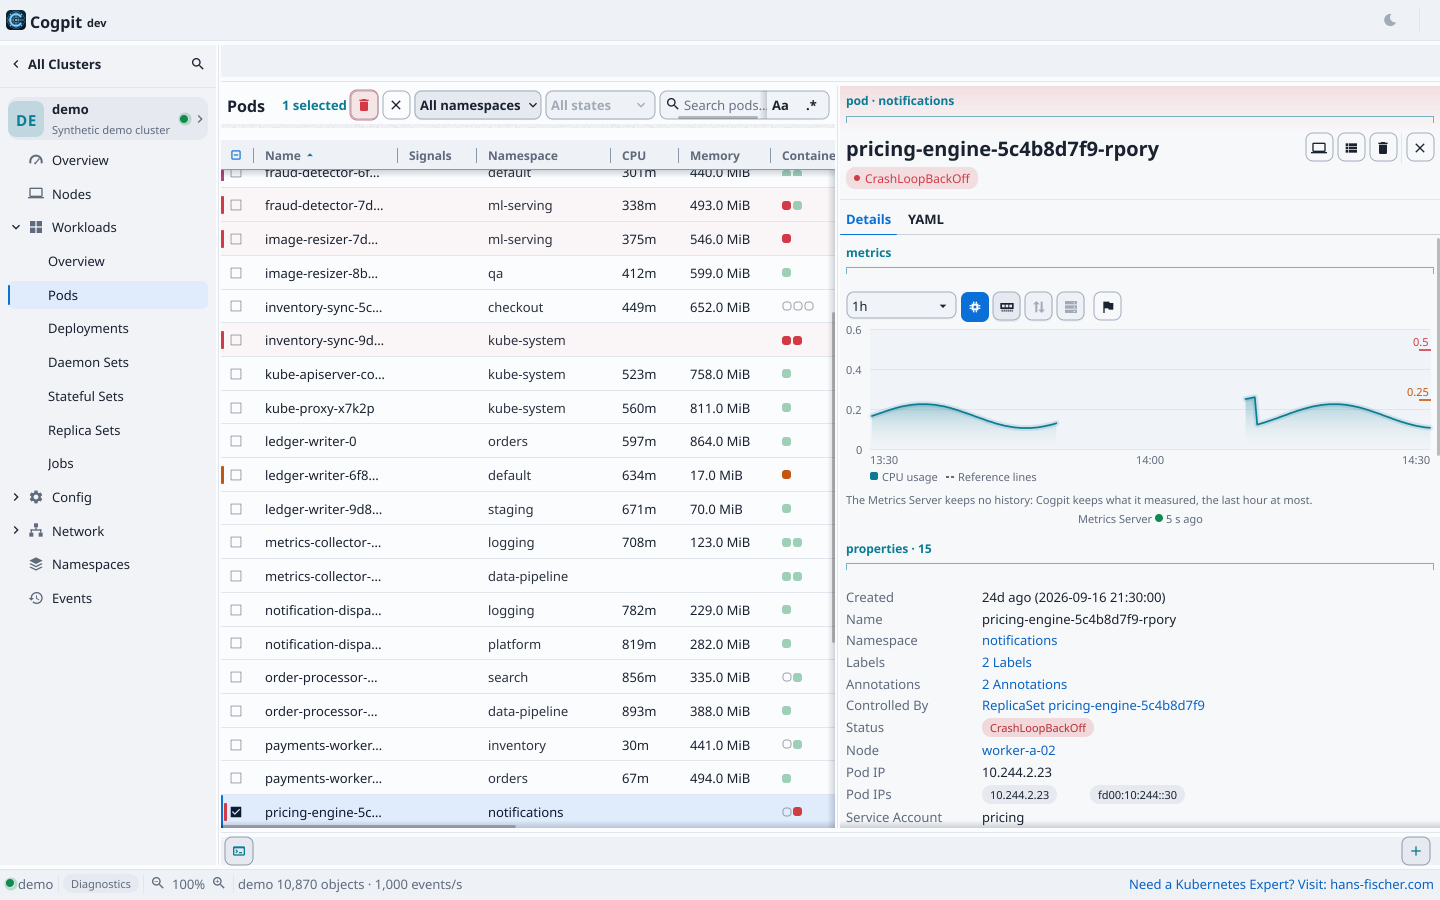 Cogpit dev
All Clusters
DE
demo
Synthetic demo cluster
Overview
Nodes
Workloads
Overview
Pods
Deployments
Daemon Sets
Stateful Sets
Replica Sets
Jobs
Config
Network
Namespaces
Events
Pods 1 selected All namespaces All states Search pods... Aa .*
Name Signals Namespace CPU Memory Containe
fraud-detector-6f... default 301m 440.0 MiB
fraud-detector-7d... ml-serving 338m 493.0 MiB
image-resizer-7d... ml-serving 375m 546.0 MiB
image-resizer-8b... qa 412m 599.0 MiB
inventory-sync-5c... checkout 449m 652.0 MiB
inventory-sync-9d... kube-system
kube-apiserver-co... kube-system 523m 758.0 MiB
kube-proxy-x7k2p kube-system 560m 811.0 MiB
ledger-writer-0 orders 597m 864.0 MiB
ledger-writer-6f8... default 634m 17.0 MiB
ledger-writer-9d8... staging 671m 70.0 MiB
metrics-collector-... logging 708m 123.0 MiB
metrics-collector-... data-pipeline
notification-dispa... logging 782m 229.0 MiB
notification-dispa... platform 819m 282.0 MiB
order-processor-... search 856m 335.0 MiB
order-processor-... data-pipeline 893m 388.0 MiB
payments-worker... inventory 30m 441.0 MiB
payments-worker... orders 67m 494.0 MiB
pricing-engine-5c... notifications
pod · notifications
pricing-engine-5c4b8d7f9-rpory
CrashLoopBackOff
Details YAML
metrics
1h
0.6
0.5
0.4
0.25
0.2
0
13:30 14:00 14:30
CPU usage Reference lines
The Metrics Server keeps no history: Cogpit keeps what it measured, the last hour at most.
Metrics Server 5 s ago
properties · 15
Created 24d ago (2026-09-16 21:30:00)
Name pricing-engine-5c4b8d7f9-rpory
Namespace notifications
Labels 2 Labels
Annotations 2 Annotations
Controlled By ReplicaSet pricing-engine-5c4b8d7f9
Status CrashLoopBackOff
Node worker-a-02
Pod IP 10.244.2.23
Pod IPs 10.244.2.23 fd00:10:244::30
Service Account pricing
demo Diagnostics 100% demo 10,870 objects · 1,000 events/s
Need a Kubernetes Expert? Visit: hans-fischer.com